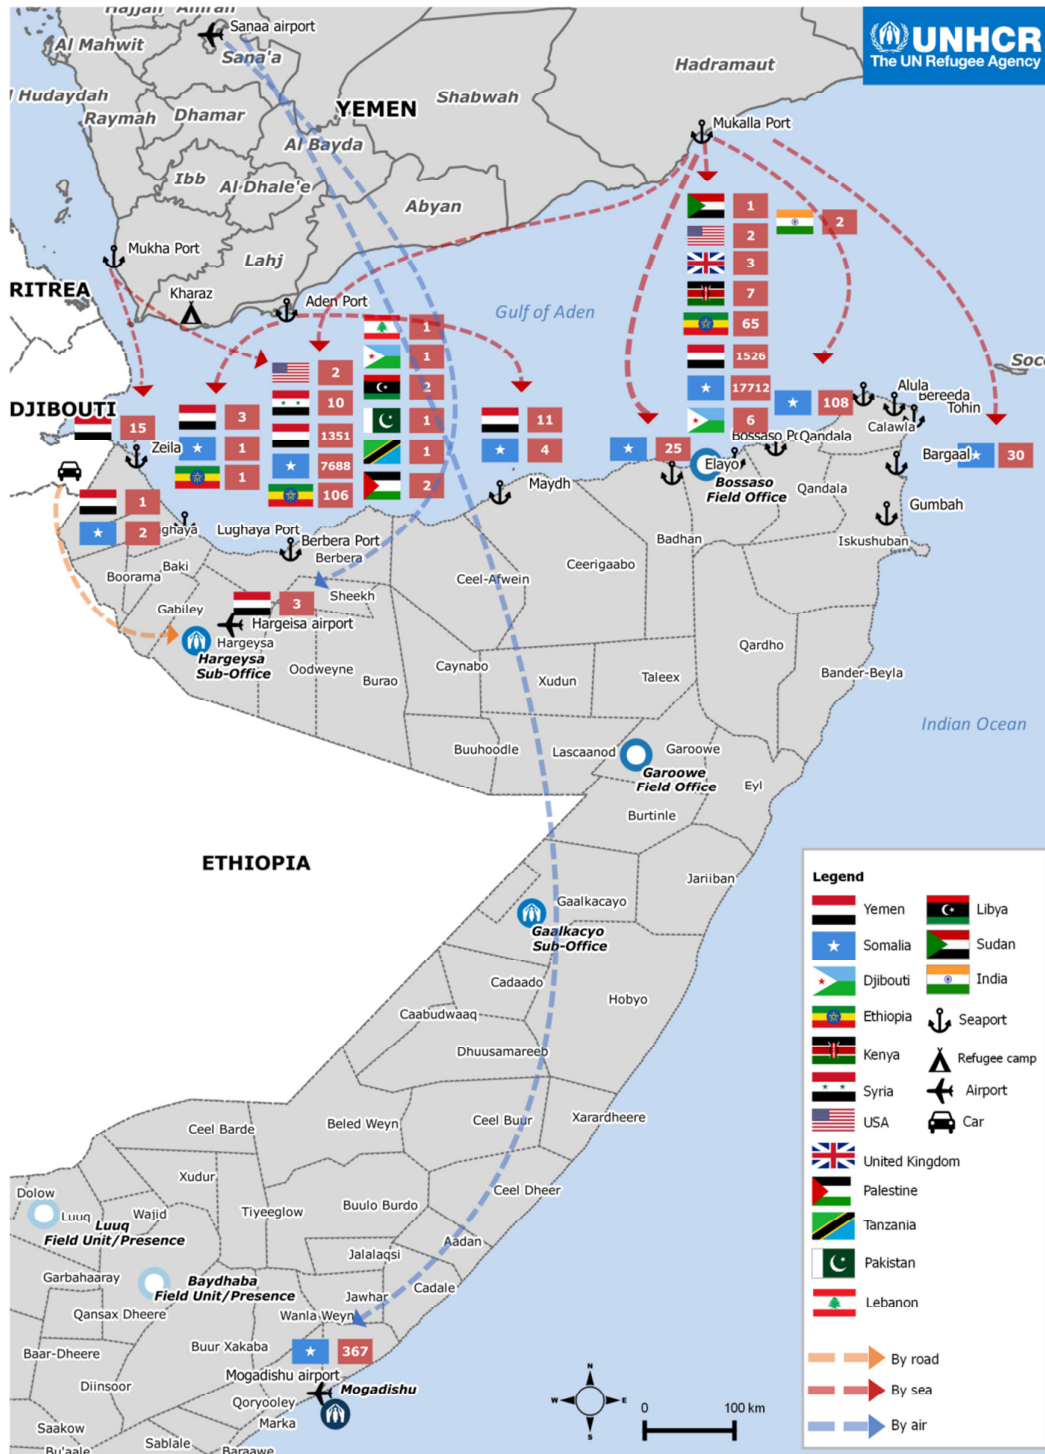 Hajjah
Amran
Sanaa airport
Al Mahwit
Sana'a
UNHCR
The UN Refugee Agency
Hadramaut
Hudaydah
Raymah
Dhamar
YEMEN
Shabwah
Mukalla Port
Al Bayda
Ibb
Al Dhale'e
Abyan
1
2
2
Mukha Port
Lahj
3
RITREA
Kharaz
Aden Port
Gulf of Aden
7
65
1
1526
Soc
2
1
10
2
17712
Alula
Bereeda
Tohin
DJIBOUTI
15
3
1351
1
11
6
108
Calawla
Zeila
1
7688
1
4
25
Bossaso Po
Qandala
Bargaal
30
1
106
2
Maydh
Elayo
Bossaso
Field Office
Qandala
1
2
ghaya
Lughaya Port
Berbera Port
Berbera
Gumbah
Badhan
Iskushuban
Baki
Boorama
Ceel-Afwein
Ceerigaabo
Gabiley
3
Sheekh
Hargeisa airport
Hargeysa
Hargeysa
Sub-Office
Oodweyne
Burao
Caynabo
Xudun
Taleex
Qardho
Bander-Beyla
Indian Ocean
Buuhoodle
Lascaanod
Garoowe
Garoowe
Field Office
Eyl
Burtinle
ETHIOPIA
Jariiban
Gaalkacayo
Gaalkacyo
Sub-Office
Cadaado
Hobyo
Caabudwaaq
Dhuusamareeb
Ceel Barde
Beled Weyn
Ceel Buur
Xarardheere
Dolow
Xudur
Luuq
Wajid
Tiyeeglow
Buulo Burdo
Ceel Dheer
Luuq
Field Unit/Presence
Aadan
Jalalaqsi
Garbahaaray
Baydhaba
Field Unit/Presence
Cadale
Jawhar
Qansax Dheere
Wanla Weyn
Baar-Dheere
Buur Xakaba
367
Mogadishu airport
Mogadishu
Diinsoor
Qoryooley
Marka
Saakow
Sablale
Bu'aale
Baraawe
N
W
E
S
0
100 km
Legend
Yemen
Libya
Somalia
Sudan
Djibouti
India
Ethiopia
Seaport
Kenya
Refugee camp
Syria
Airport
USA
Car
United Kingdom
Palestine
Tanzania
Pakistan
Lebanon
By road
By sea
By air